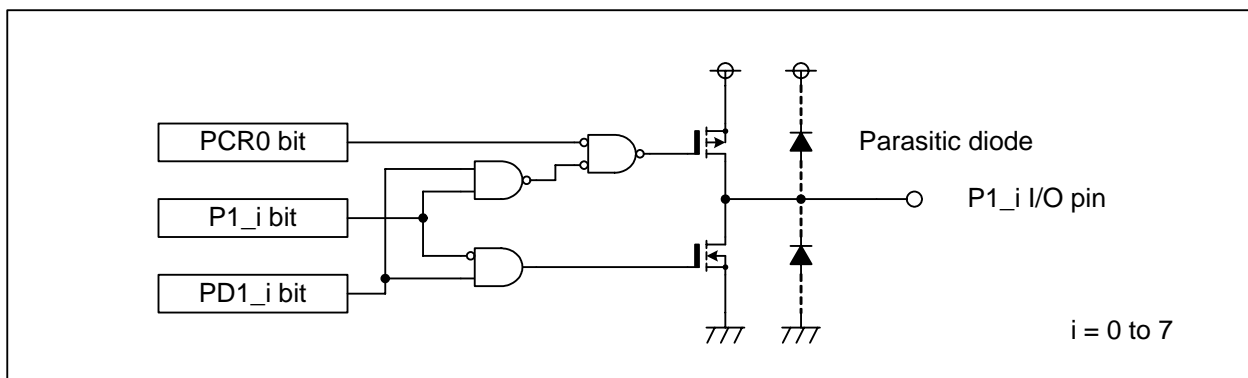 PCR0 bit
Parasitic diode
P1_i bit
P1_i I/O pin
PD1_i bit
i = 0 to 7